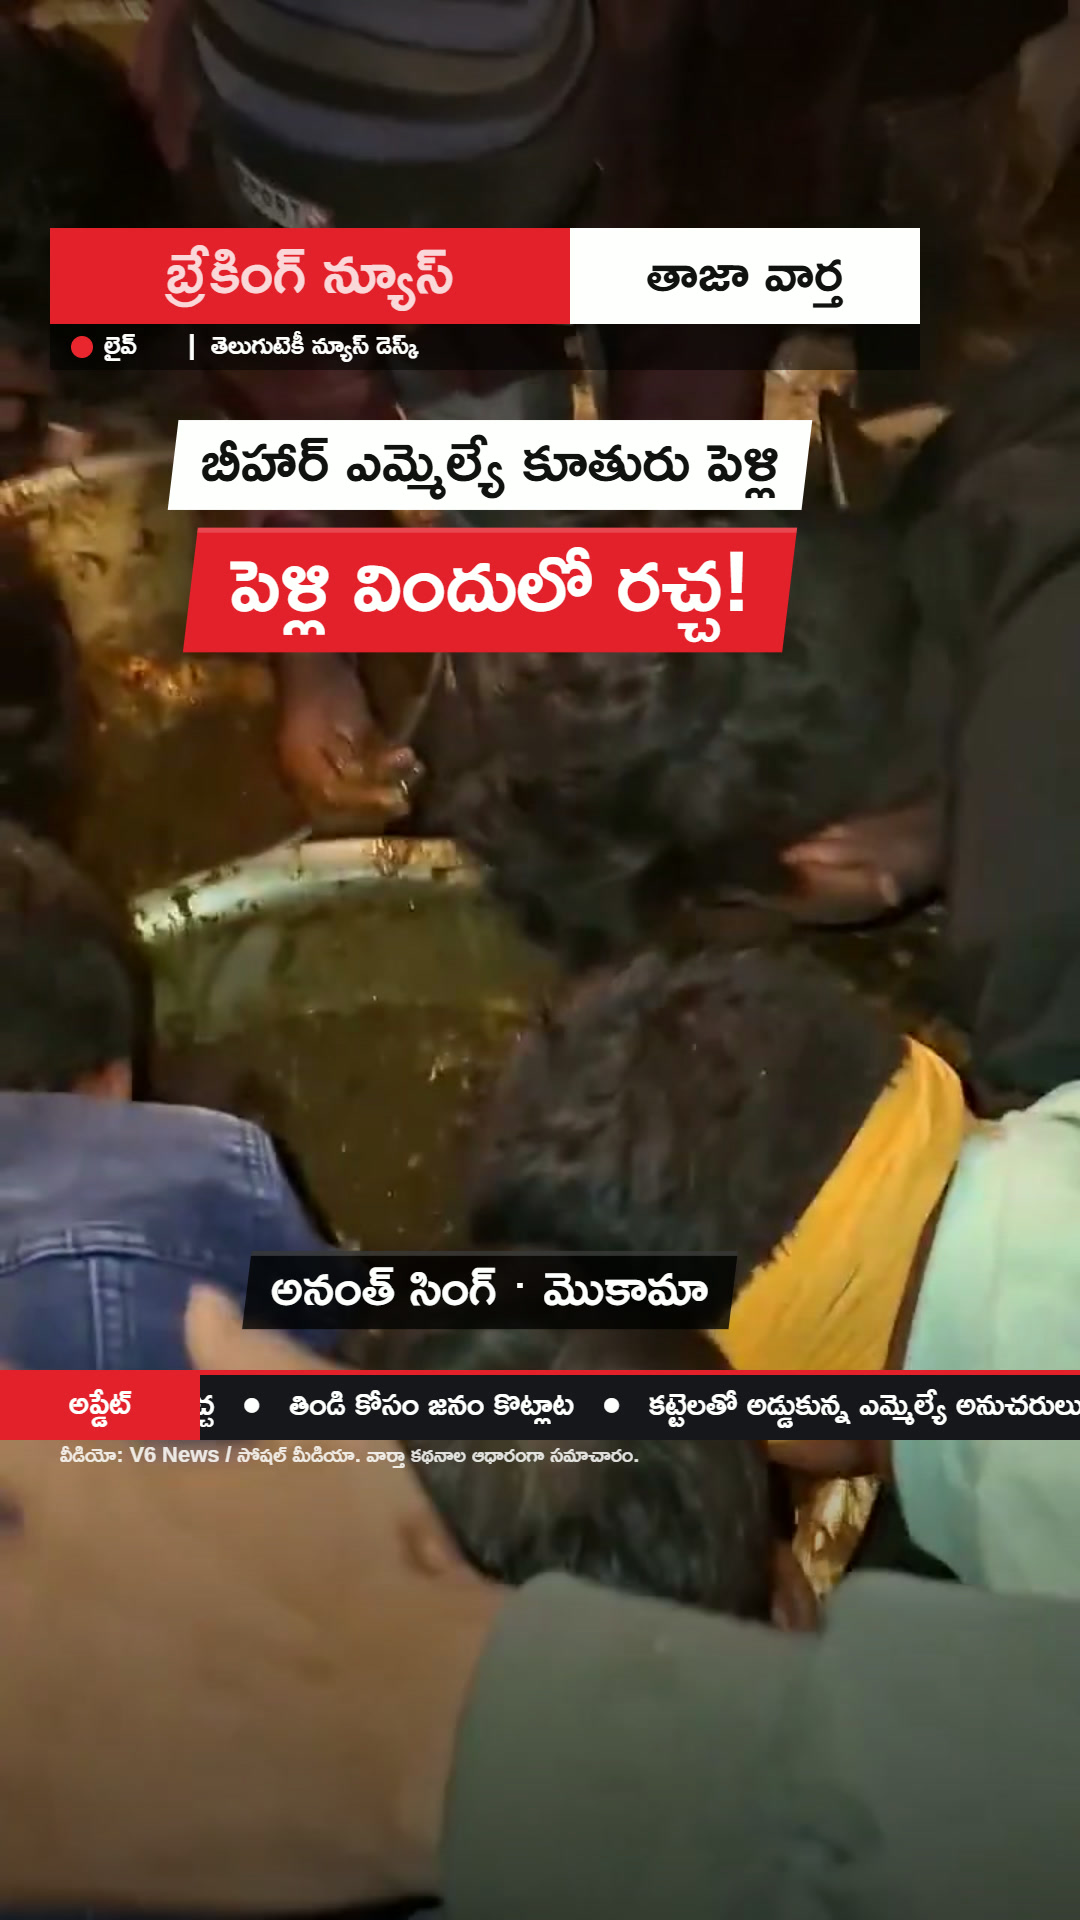 బ్రేకింగ్ న్యూస్
తాజా వార్త
లైవ్ | తెలుగుటెకీ న్యూస్ డెస్క్
బీహార్ ఎమ్మెల్యే కూతురు పెళ్లి
పెళ్లి విందులో రచ్చ!
అనంత్ సింగ్ · మొకామా
అప్డేట్
చ్చ ● తిండి కోసం జనం కొట్లాట ● కట్టెలతో అడ్డుకున్న ఎమ్మెల్యే అనుచరులు
వీడియో: V6 News / సోషల్ మీడియా. వార్తా కథనాల ఆధారంగా సమాచారం.